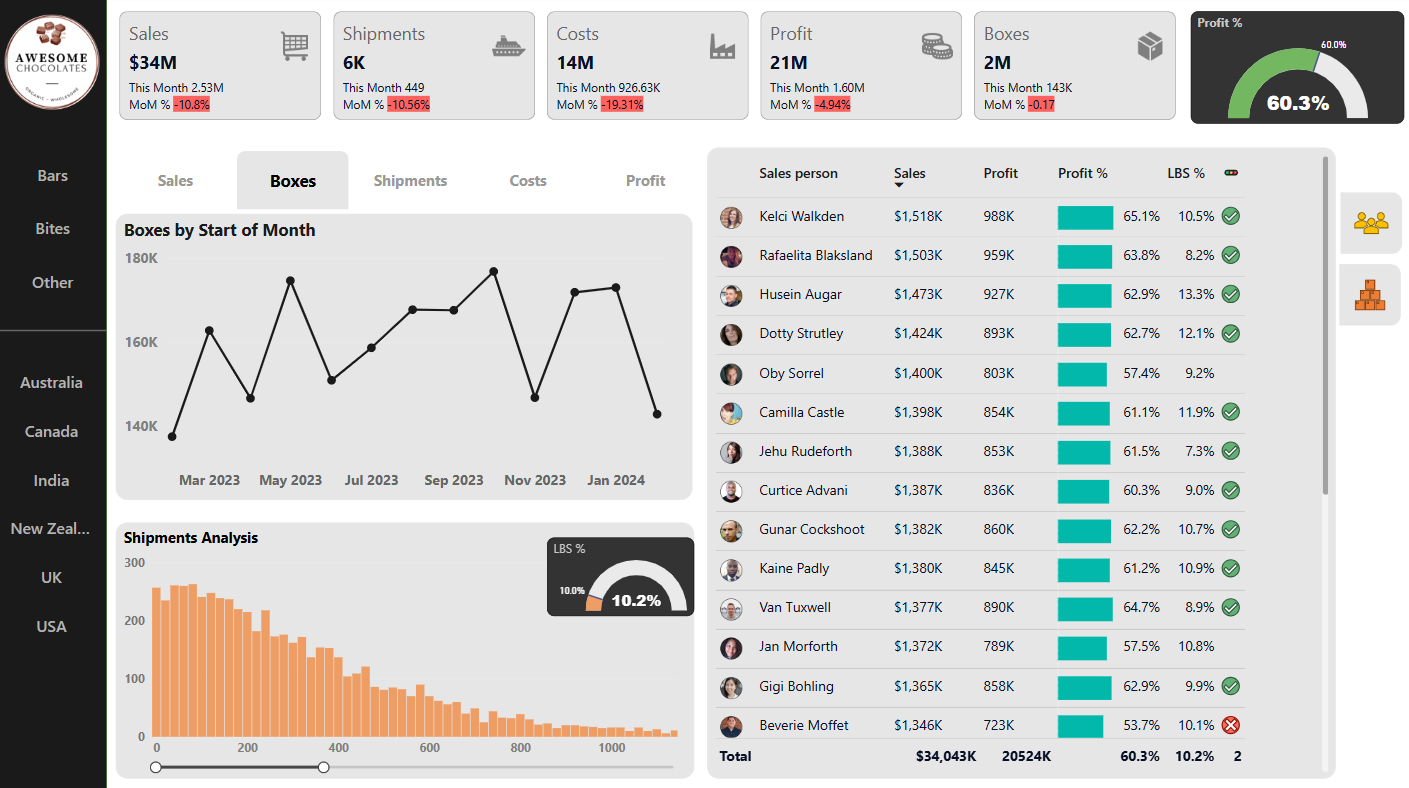 AWESOME
CHOCOLATES
ORGANIC • WHOLESOME
Bars
Bites
Other
Australia
Canada
India
New Zeal...
UK
USA
Sales
$34M
This Month 2.53M
MoM % -10.8%
Shipments
6K
This Month 449
MoM % -10.56%
Costs
14M
This Month 926.63K
MoM % -19.31%
Profit
21M
This Month 1.60M
MoM % -4.94%
Boxes
2M
This Month 143K
MoM % -0.17
Profit %
60.0%
60.3%
Sales Boxes Shipments Costs Profit
Boxes by Start of Month
180K
160K
140K
Mar 2023 May 2023 Jul 2023 Sep 2023 Nov 2023 Jan 2024
Shipments Analysis
300
200
100
0
0 200 400 600 800 1000
LBS %
10.0%
10.2%
Sales person Sales Profit Profit % LBS %
Kelci Walkden $1,518K 988K 65.1% 10.5%
Rafaelita Blaksland $1,503K 959K 63.8% 8.2%
Husein Augar $1,473K 927K 62.9% 13.3%
Dotty Strutley $1,424K 893K 62.7% 12.1%
Oby Sorrel $1,400K 803K 57.4% 9.2%
Camilla Castle $1,398K 854K 61.1% 11.9%
Jehu Rudeforth $1,388K 853K 61.5% 7.3%
Curtice Advani $1,387K 836K 60.3% 9.0%
Gunar Cockshoot $1,382K 860K 62.2% 10.7%
Kaine Padly $1,380K 845K 61.2% 10.9%
Van Tuxwell $1,377K 890K 64.7% 8.9%
Jan Morforth $1,372K 789K 57.5% 10.8%
Gigi Bohling $1,365K 858K 62.9% 9.9%
Beverie Moffet $1,346K 723K 53.7% 10.1%
Total $34,043K 20524K 60.3% 10.2% 2